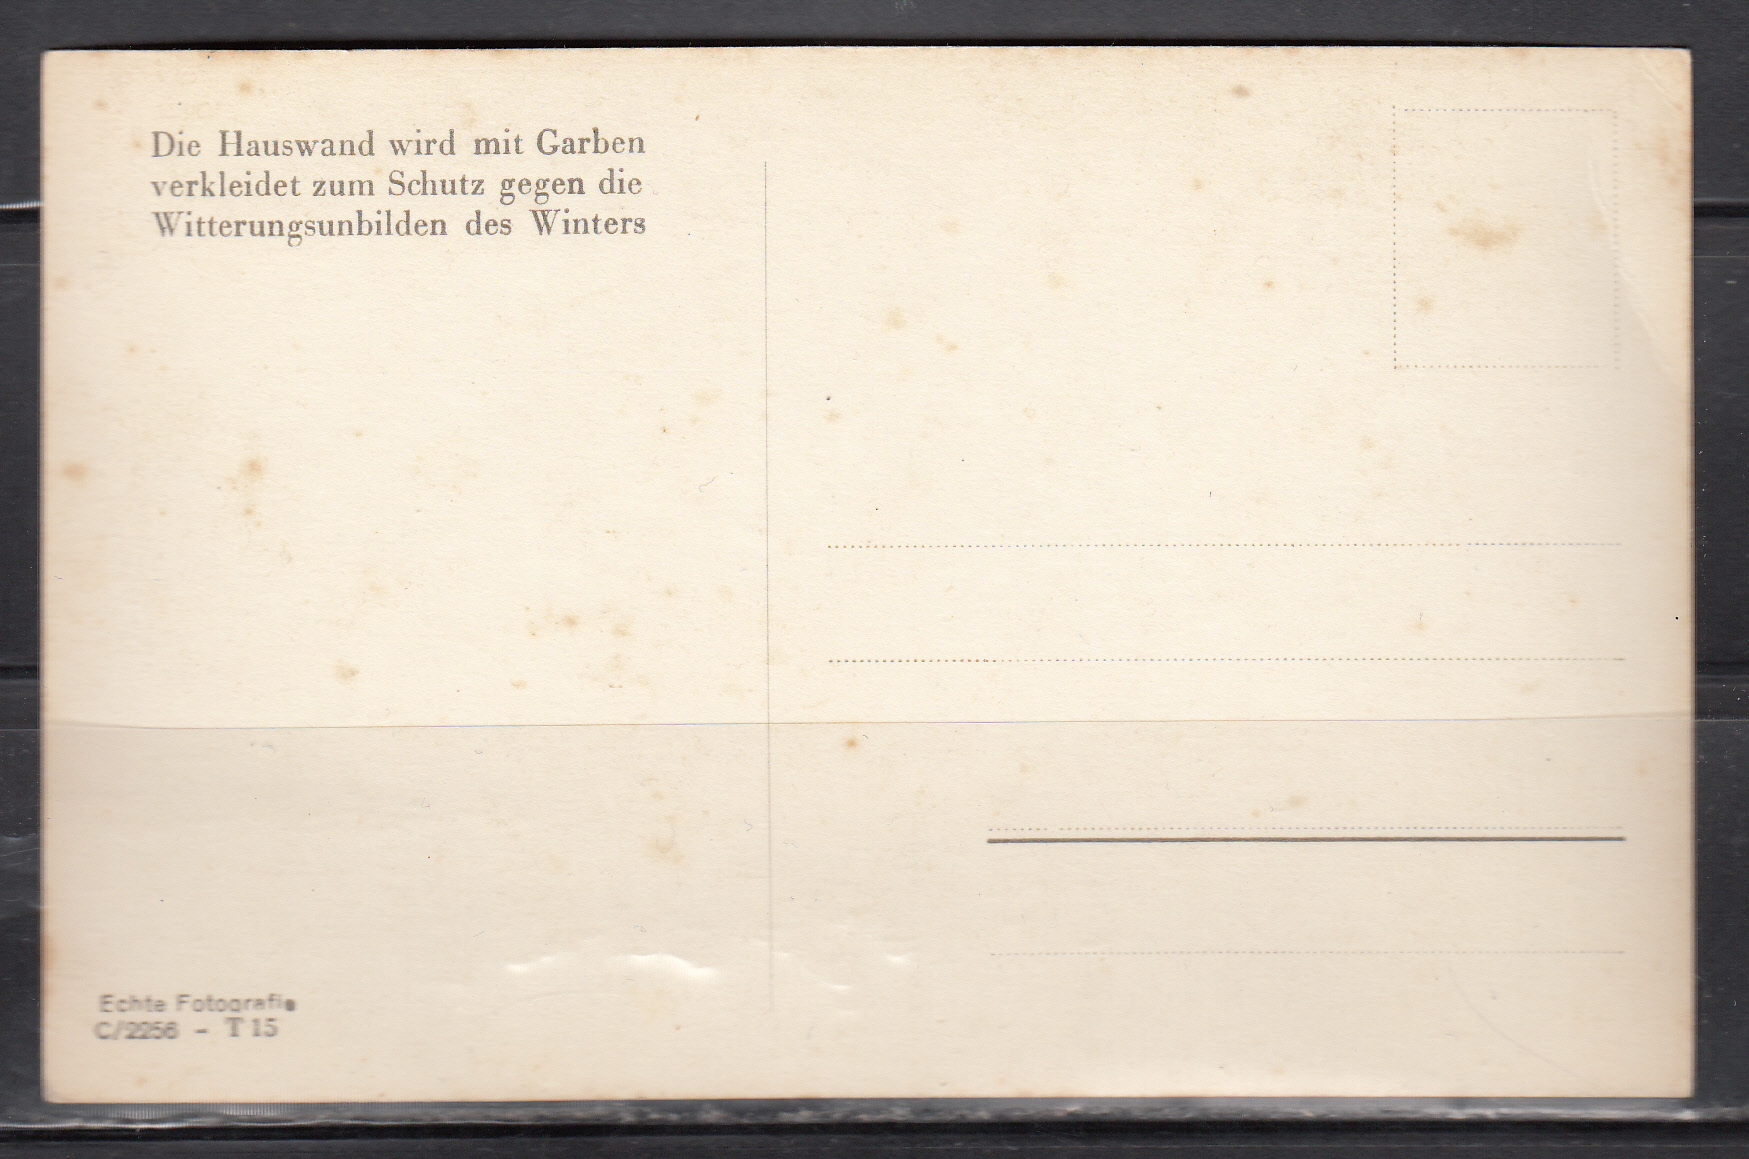 Die Hauswand wird mit Garben
verkleidet zum Schutz gegen die
Witterungsunbilden des Winters
Echte Fotografie
C/2256 - T 15